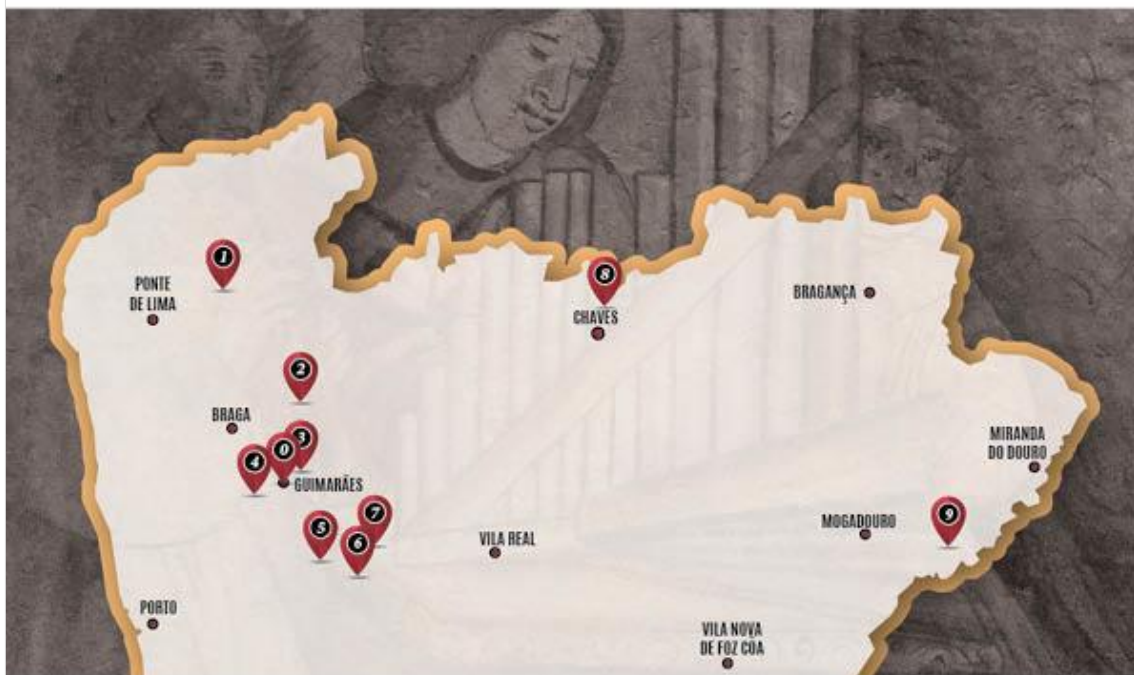 1
8
PONTE
DE LIMA
BRAGANÇA
CHAVES
2
BRAGA
3
0
4
GUIMARÃES
MIRANDA
DO DOURO
7
5
6
VILA REAL
MOGADOURO
9
PORTO
VILA NOVA
DE FOZ CÔA